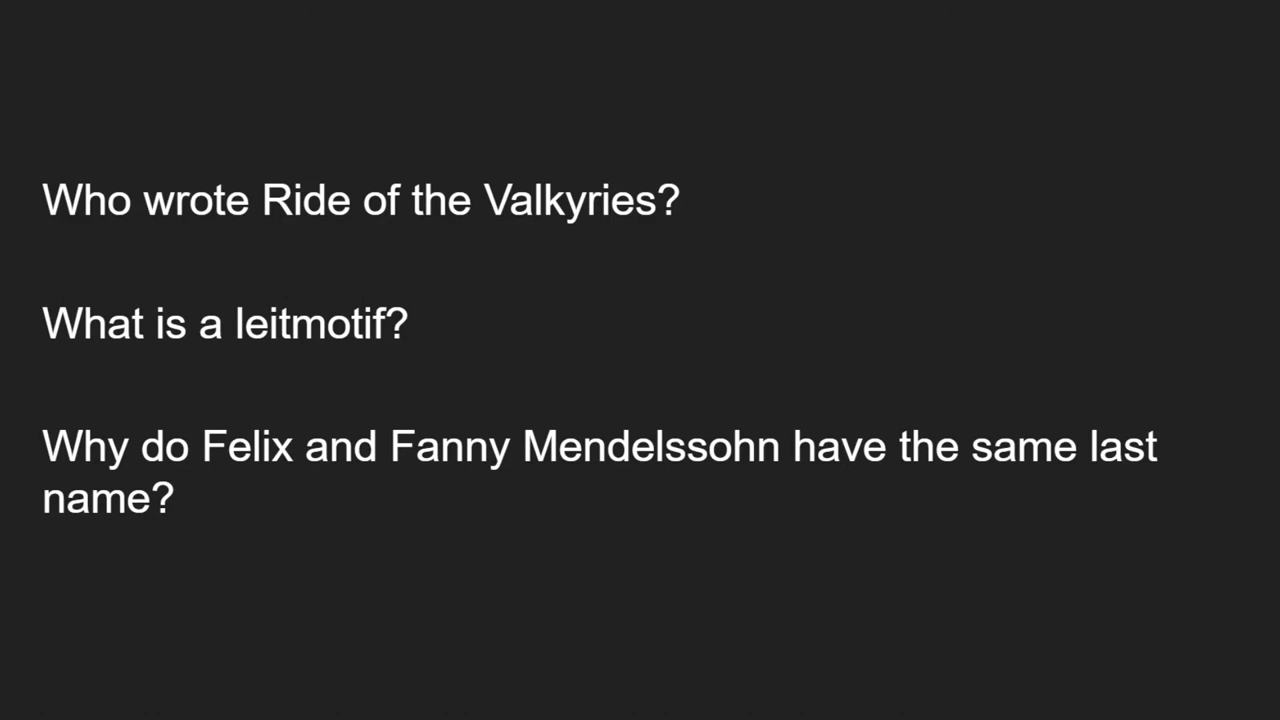 Who wrote Ride of the Valkyries?
What is a leitmotif?
Why do Felix and Fanny Mendelssohn have the same last
name?